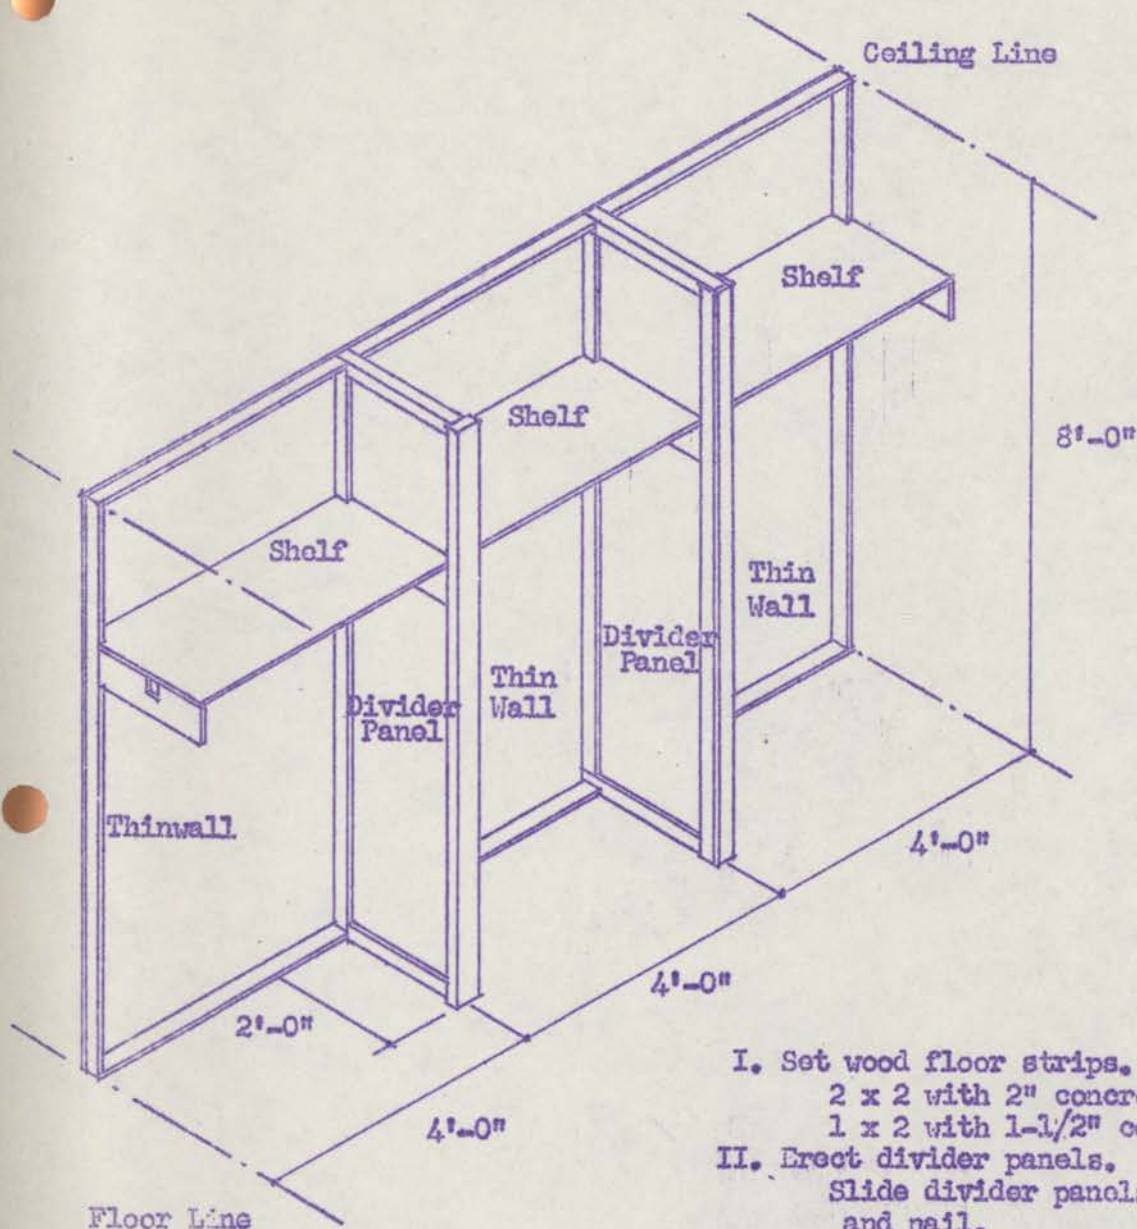 Ceiling Line
Shelf
Shelf
Shelf
8'-0"
Thin
Wall
Divider
Panel
Thin
Wall
Divider
Panel
Thinwall
4'-0"
4'-0"
2'-0"
4'-0"
Floor Line
I. Set wood floor strips.
2 x 2 with 2"
1 x 2 with 1-1/2"
II. Erect divider panels.
Slide divider panels
and nail.